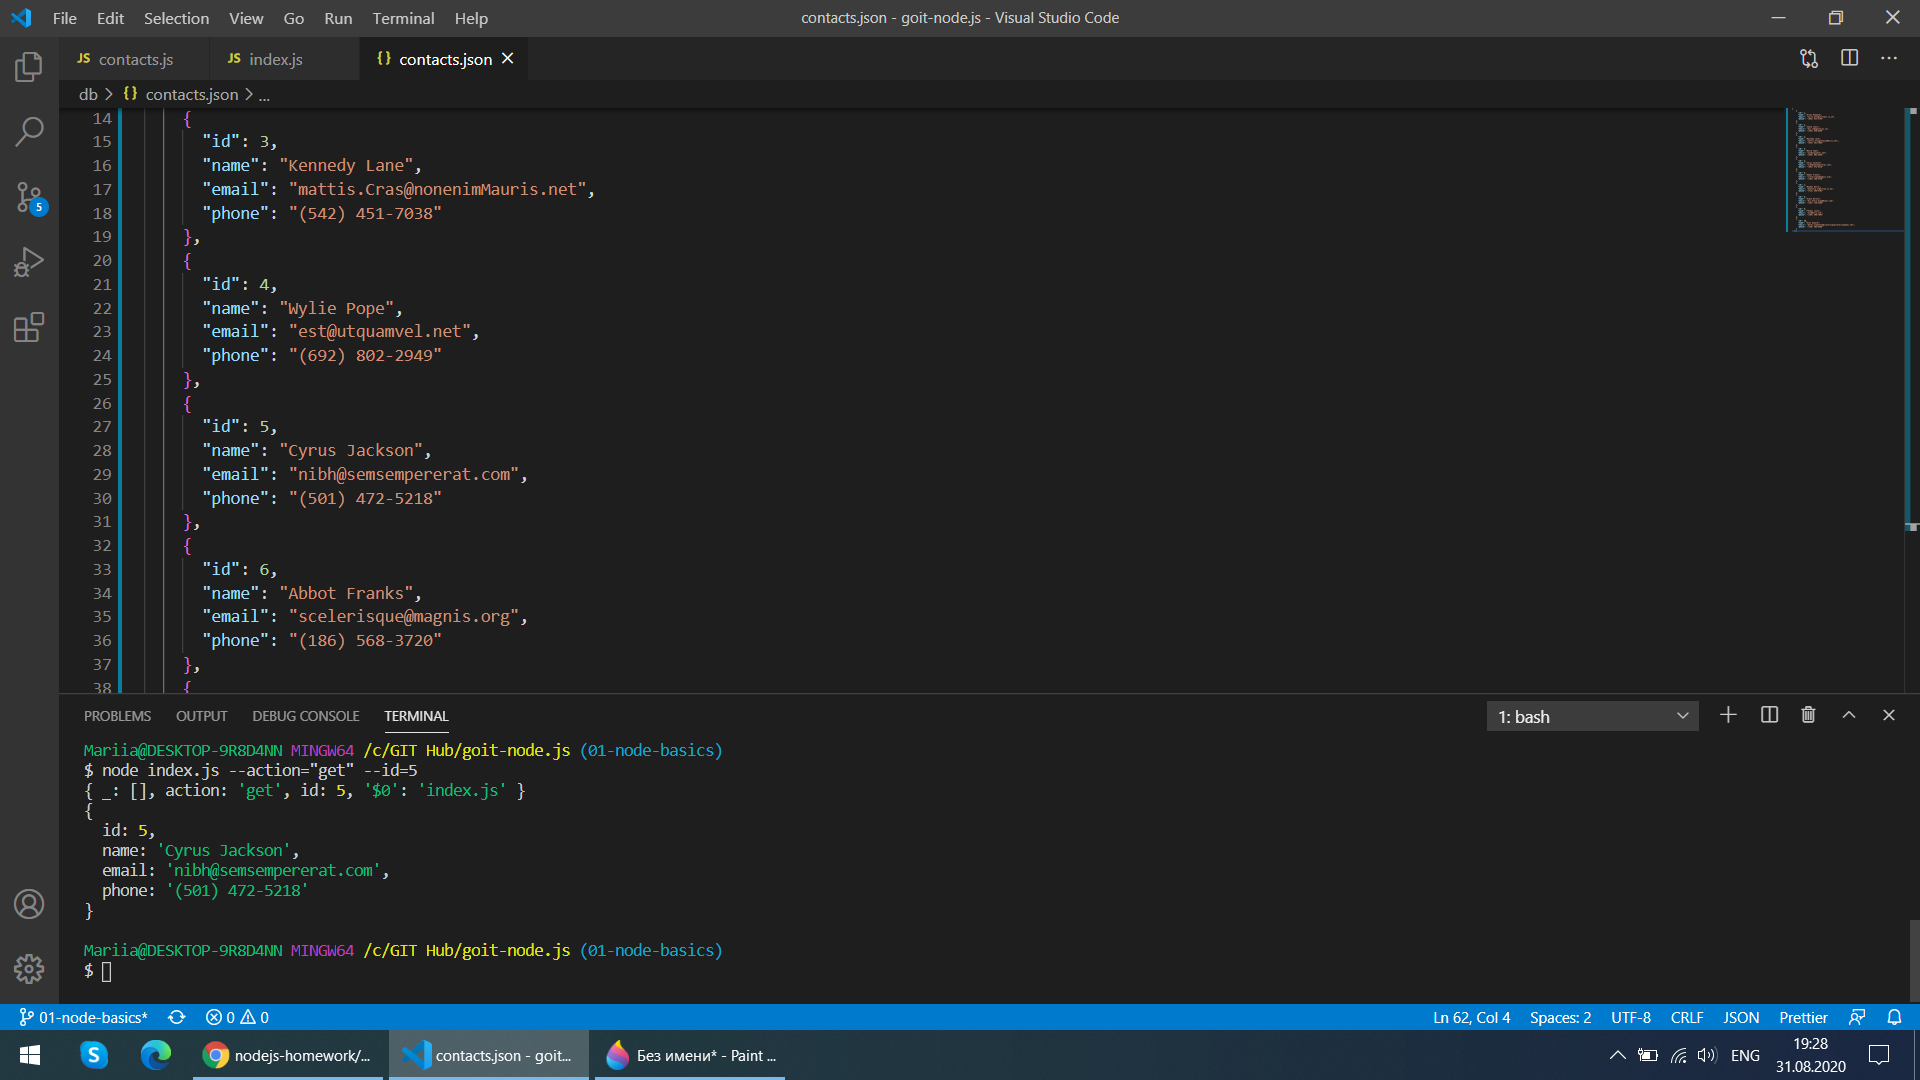 File Edit Selection View Go Run Terminal Help
contacts.json - goit-node.js - Visual Studio Code
JS contacts.js
JS index.js
{} contacts.json
db > {} contacts.json > ...
14 {
15 "id": 3,
16 "name": "Kennedy Lane",
17 "email": "mattis.Cras@nonenimMauris.net",
18 "phone": "(542) 451-7038"
19 },
20 {
21 "id": 4,
22 "name": "Wylie Pope",
23 "email": "est@utquamvel.net",
24 "phone": "(692) 802-2949"
25 },
26 {
27 "id": 5,
28 "name": "Cyrus Jackson",
29 "email": "nibh@semsempererat.com",
30 "phone": "(501) 472-5218"
31 },
32 {
33 "id": 6,
34 "name": "Abbot Franks",
35 "email": "scelerisque@magnis.org",
36 "phone": "(186) 568-3720"
37 },
38 {
5
PROBLEMS OUTPUT DEBUG CONSOLE TERMINAL
1: bash
Mariia@DESKTOP-9R8D4NN MINGW64 /c/GIT Hub/goit-node.js (01-node-basics)
$ node index.js --action="get" --id=5
{ _: [], action: 'get', id: 5, '$0': 'index.js' }
{
id: 5,
name: 'Cyrus Jackson',
email: 'nibh@semsempererat.com',
phone: '(501) 472-5218'
}
Mariia@DESKTOP-9R8D4NN MINGW64 /c/GIT Hub/goit-node.js (01-node-basics)
$
01-node-basics* 0 0
Ln 62, Col 4 Spaces: 2 UTF-8 CRLF JSON Prettier
nodejs-homework/...
contacts.json - goit...
Без имени* - Paint ...
ENG
19:28
31.08.2020